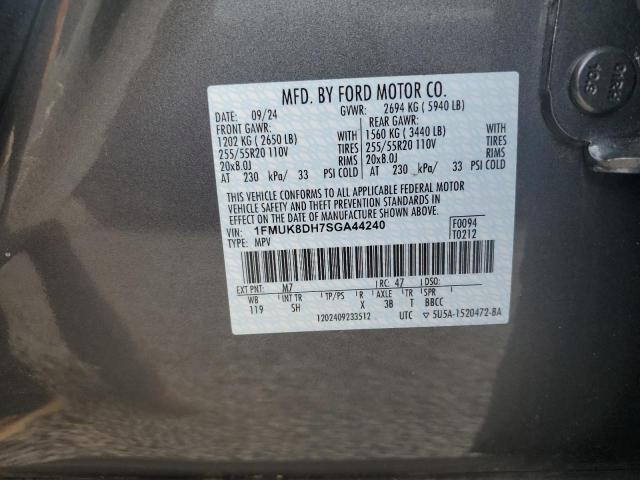 MFD. BY FORD MOTOR CO.
DATE: 09/24 GVWR: 2694 KG ( 5940 LB)
FRONT GAWR: REAR GAWR:
1202 KG ( 2650 LB) WITH 1560 KG ( 3440 LB) WITH
255/55R20 110V TIRES 255/55R20 110V TIRES
20x8.0J RIMS 20x8.0J RIMS
AT 230 kPa/ 33 PSI COLD AT 230 kPa/ 33 PSI COLD
THIS VEHICLE CONFORMS TO ALL APPLICABLE FEDERAL MOTOR
VEHICLE SAFETY AND THEFT PREVENTION STANDARDS IN EFFECT
ON THE DATE OF MANUFACTURE SHOWN ABOVE.
VIN: 1FMUK8DH7SGA44240 F0094
TYPE: MPV T0212
EXT PNT: M7 RC: 47 DSO:
WB INT TR TP/PS R AXLE TR SPR
119 SH X 3B T BBCC
1202409233512 UTC ▽ 5U5A-1520472-BA